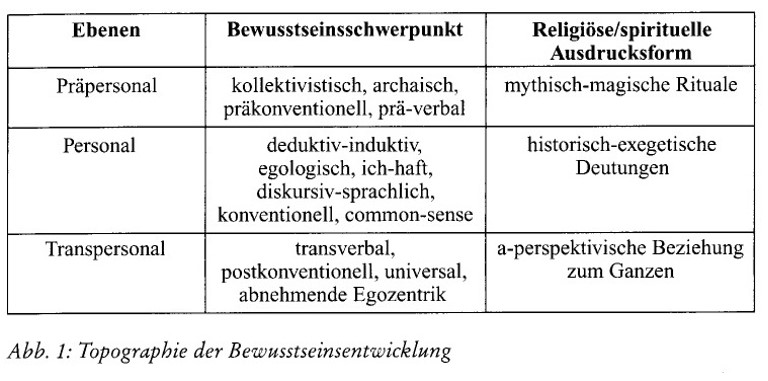 Ebenen
Bewusstseinsschwerpunkt
Religiöse/spirituelle
Ausdrucksform
Präpersonal
kollektivistisch, archaisch,
präkonventionell, prä-verbal
mythisch-magische Rituale
Personal
deduktiv-induktiv,
egologisch, ich-haft,
diskursiv-sprachlich,
konventionell, common-sense
historisch-exegetische
Deutungen
Transpersonal
transverbal,
postkonventionell, universal,
abnehmende Egozentrik
a-perspektivische Beziehung
zum Ganzen
Abb. 1: Topographie der Bewusstseinsentwicklung